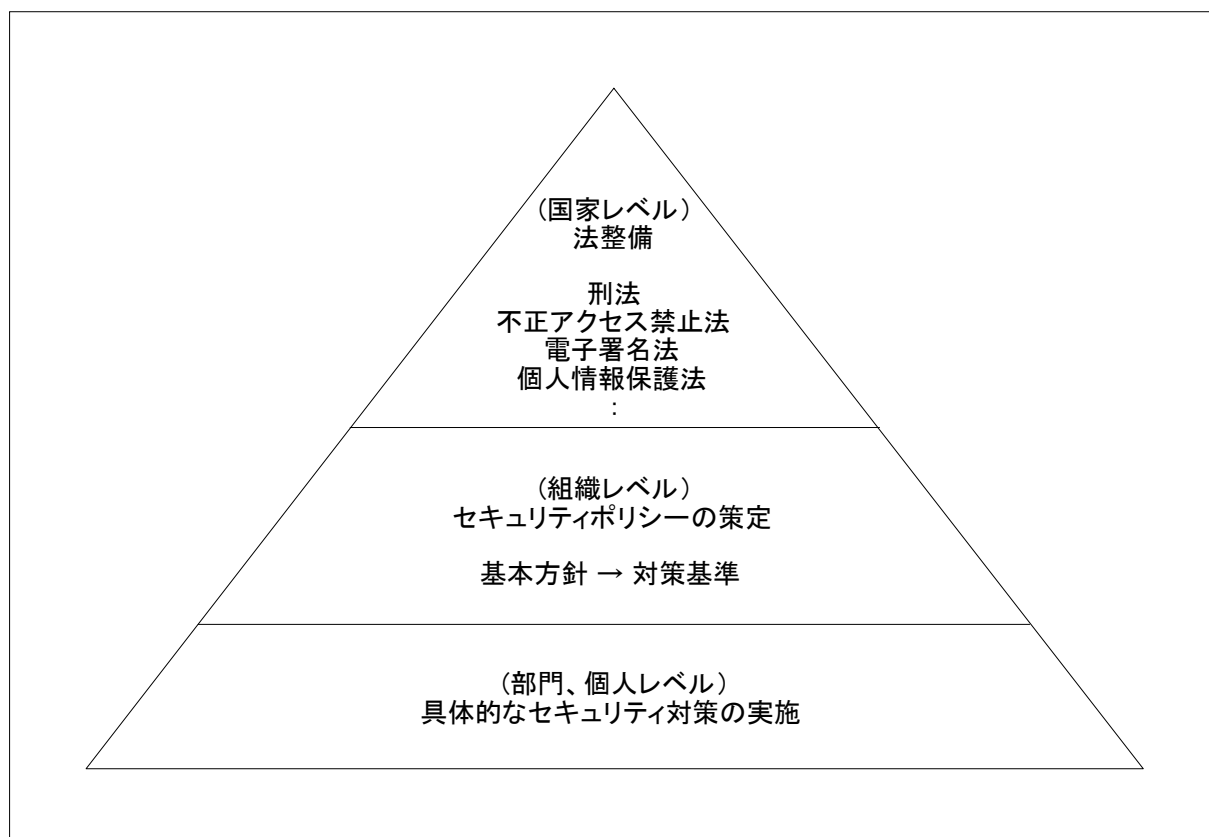 （国家レベル）
法整備
刑法
不正アクセス禁止法
電子署名法
個人情報保護法
：
（組織レベル）
セキュリティポリシーの策定
基本方針 → 対策基準
（部門、個人レベル）
具体的なセキュリティ対策の実施